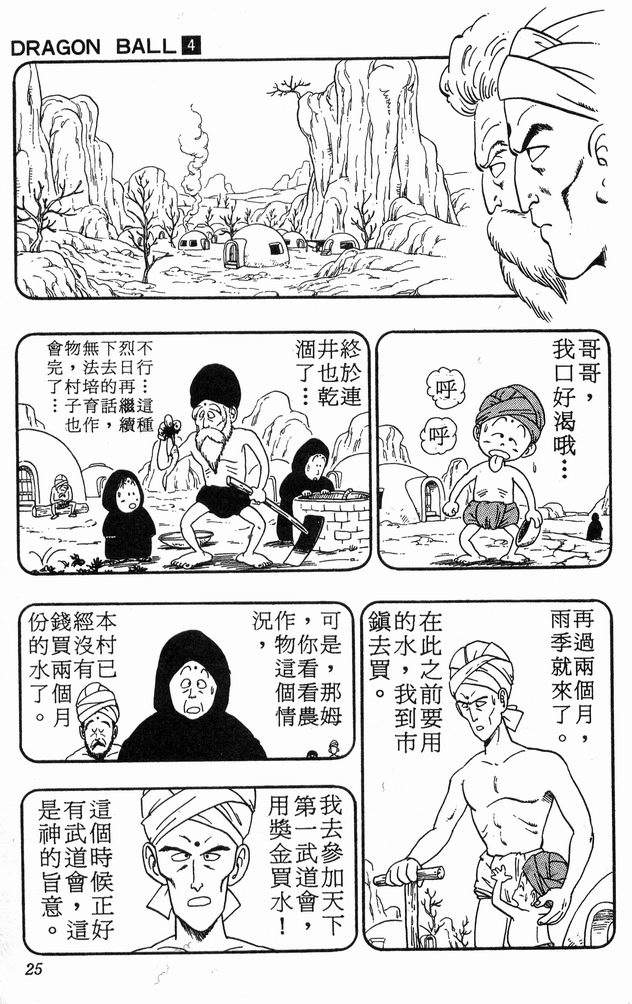 DRAGON BALL 4
哥哥，
我口好渴哦…
呼
呼
終於連
井也乾
涸了…
不行…這種
烈日再繼續
下去的話，
無法培育作
物，村子也
會完了…
再過兩個月，
雨季就來了。
在此之前要用
的水，我到市
鎮去買。
可是，那姆
，你看看農
作物這個情
況，
本村已
經沒有
錢買兩個月
份的水了。
我去參加天下
第一武道會，
用獎金買水！
這個時候正好
有武道會，這
是神的旨意。
25